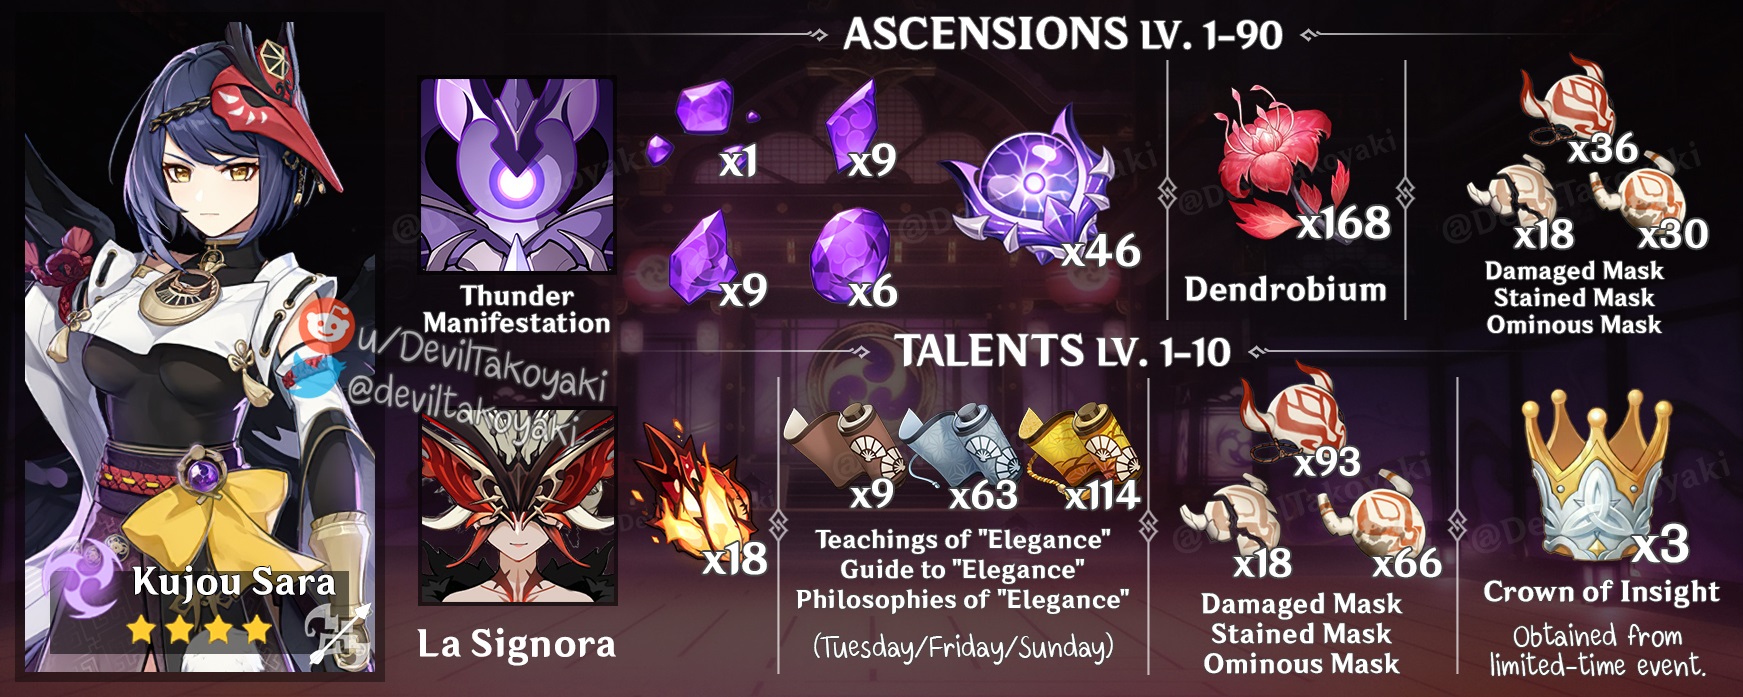 ASCENSIONS LV. 1-90
x1
x9
x9
x6
x46
Thunder
Manifestation
x168
Dendrobium
x36
x18
x30
Damaged Mask
Stained Mask
Ominous Mask
u/DevilTakoyaki
@deviltakoyaki
TALENTS LV. 1-10
La Signora
x18
x9
x63
x114
Teachings of "Elegance"
Guide to "Elegance"
Philosophies of "Elegance"
(Tuesday/Friday/Sunday)
x93
x18
x66
Damaged Mask
Stained Mask
Ominous Mask
x3
Crown of Insight
Obtained from
limited-time event.
Kujou Sara